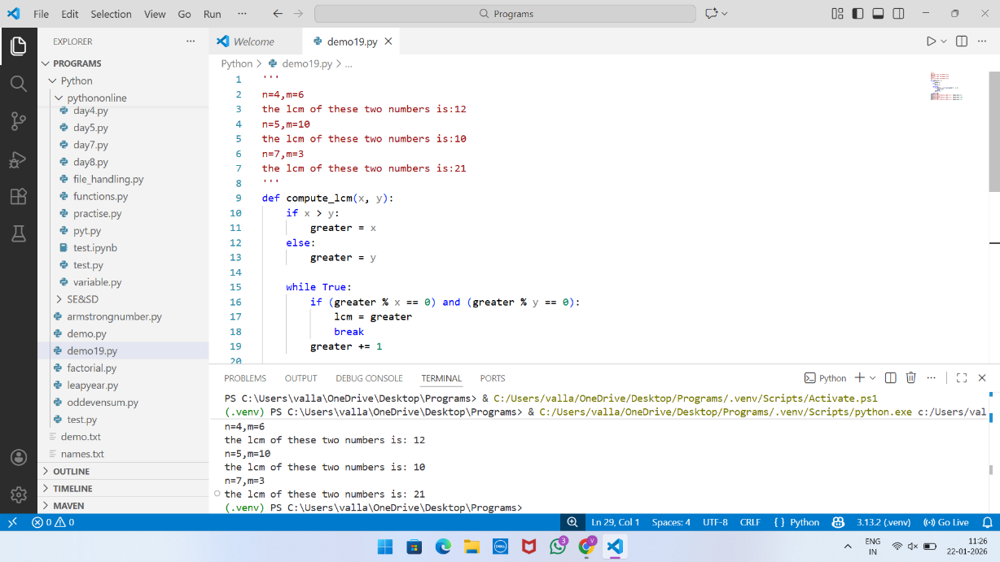 File Edit Selection View Go Run ··· Programs
EXPLORER ···
PROGRAMS
Python
pythononline
day4.py
day5.py
day7.py
day8.py
file_handling.py
functions.py
practise.py
pyt.py
test.ipynb
test.py
variable.py
SE&SD
armstrongnumber.py
demo.py
demo19.py
factorial.py
leapyear.py
oddevensum.py
test.py
demo.txt
names.txt
OUTLINE
TIMELINE
MAVEN
Welcome demo19.py
Python > demo19.py > ...
1 '''
2 n=4,m=6
3 the lcm of these two numbers is:12
4 n=5,m=10
5 the lcm of these two numbers is:10
6 n=7,m=3
7 the lcm of these two numbers is:21
8 '''
9 def compute_lcm(x, y):
10 if x > y:
11 greater = x
12 else:
13 greater = y
14
15 while True:
16 if (greater % x == 0) and (greater % y == 0):
17 lcm = greater
18 break
19 greater += 1
20
PROBLEMS OUTPUT DEBUG CONSOLE TERMINAL PORTS Python
PS C:\Users\valla\OneDrive\Desktop\Programs> & C:/Users/valla/OneDrive/Desktop/Programs/.venv/Scripts/Activate.ps1
(.venv) PS C:\Users\valla\OneDrive\Desktop\Programs> & C:/Users/valla/OneDrive/Desktop/Programs/.venv/Scripts/python.exe c:/Users/val
n=4,m=6
the lcm of these two numbers is: 12
n=5,m=10
the lcm of these two numbers is: 10
n=7,m=3
the lcm of these two numbers is: 21
(.venv) PS C:\Users\valla\OneDrive\Desktop\Programs>
0 0 Ln 29, Col 1 Spaces: 4 UTF-8 CRLF { } Python 3.13.2 (.venv) Go Live
DELL 3 V ENG
IN
11:26
22-01-2026